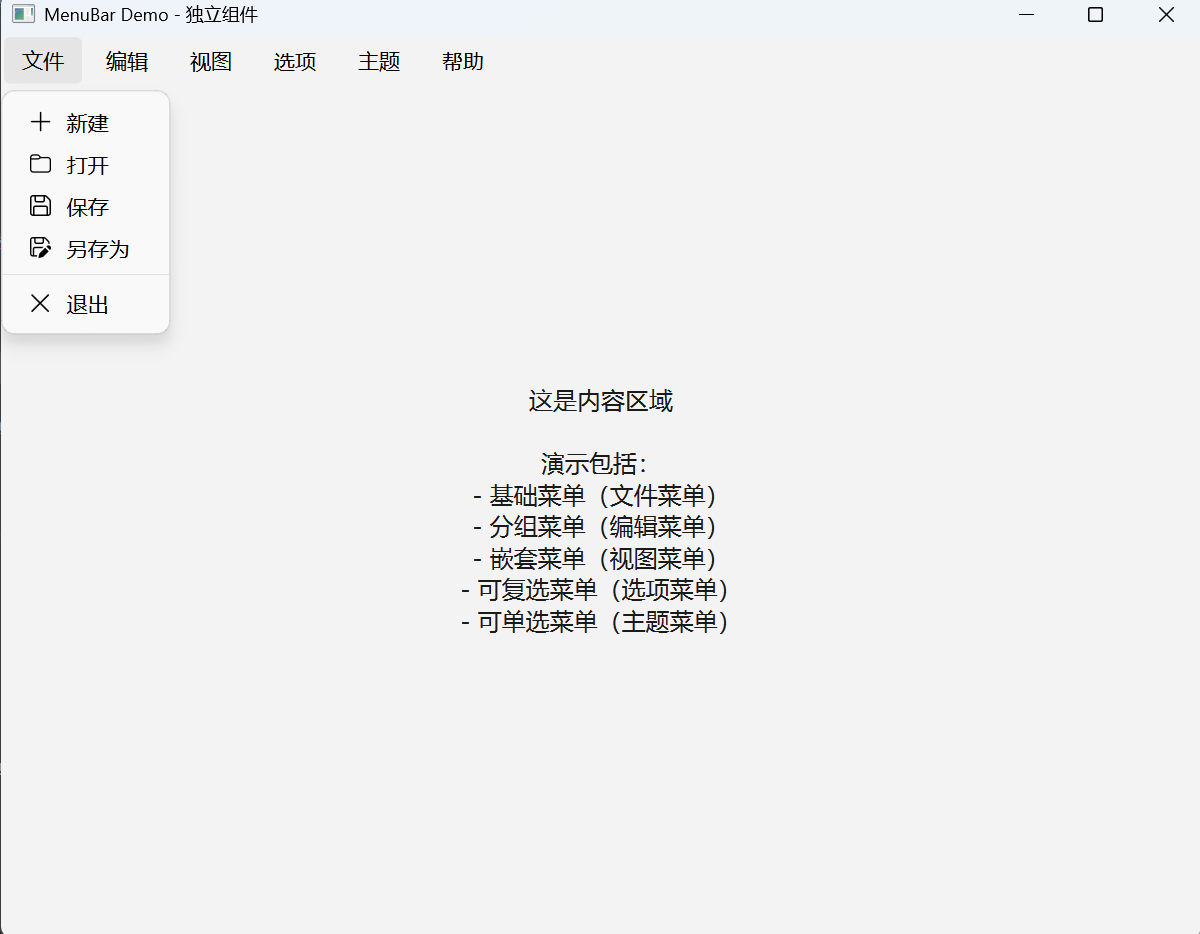 MenuBar Demo - 独立组件
文件 编辑 视图 选项 主题 帮助
新建
打开
保存
另存为
退出
这是内容区域
演示包括：
- 基础菜单（文件菜单）
- 分组菜单（编辑菜单）
- 嵌套菜单（视图菜单）
- 可复选菜单（选项菜单）
- 可单选菜单（主题菜单）